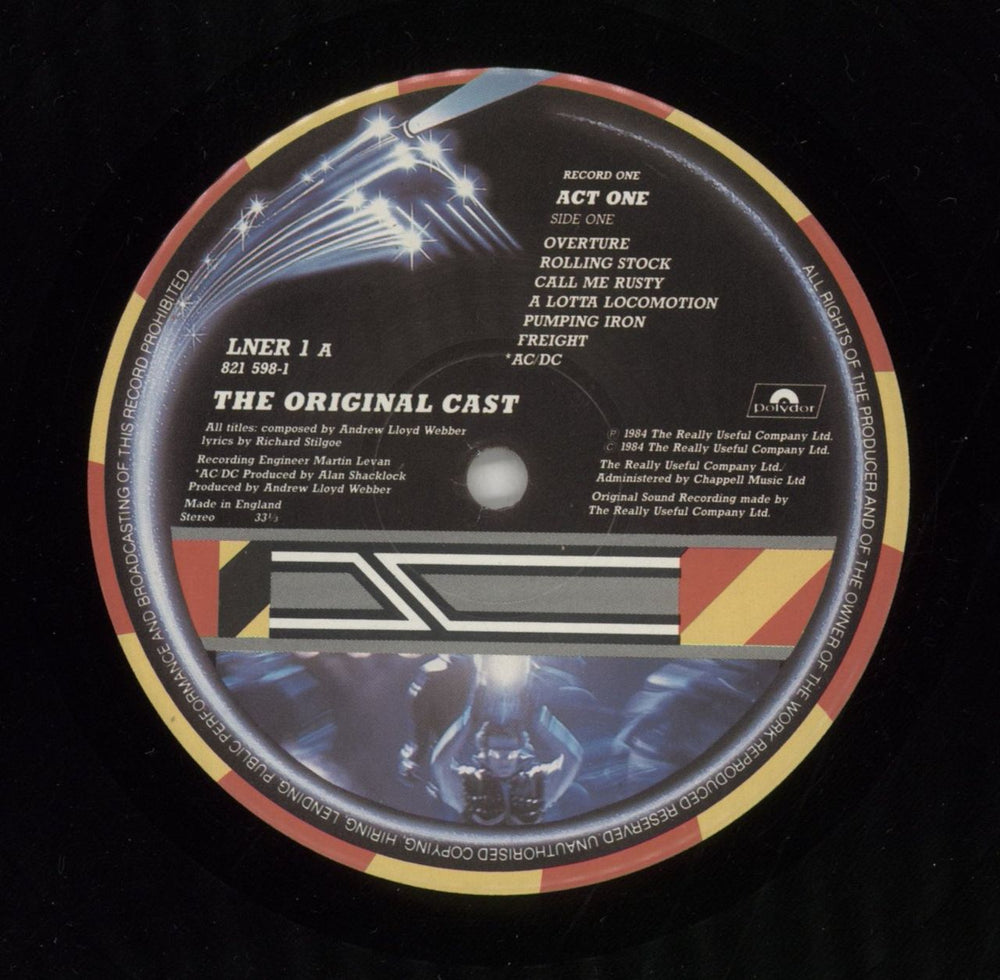 RECORD ONE
ACT ONE
SIDE ONE
OVERTURE
ROLLING STOCK
CALL ME RUSTY
A LOTTA LOCOMOTION
PUMPING IRON
FREIGHT
*AC/DC
LNER 1 A
821 598-1
THE ORIGINAL CAST
All titles: composed by Andrew Lloyd Webber
lyrics by Richard Stilgoe
Recording Engineer Martin Levan
*AC DC Produced by Alan Shacklock
Produced by Andrew Lloyd Webber
Made in England
Stereo 33⅓
polydor
Ⓟ 1984 The Really Useful Company Ltd.
© 1984 The Really Useful Company Ltd.
The Really Useful Company Ltd./
Administered by Chappell Music Ltd
Original Sound Recording made by
The Really Useful Company Ltd.
ALL RIGHTS OF THE PRODUCER AND OF THE OWNER OF THE WORK REPRODUCED RESERVED. UNAUTHORISED COPYING, HIRING, LENDING, PUBLIC PERFORMANCE AND BROADCASTING OF THIS RECORD PROHIBITED.